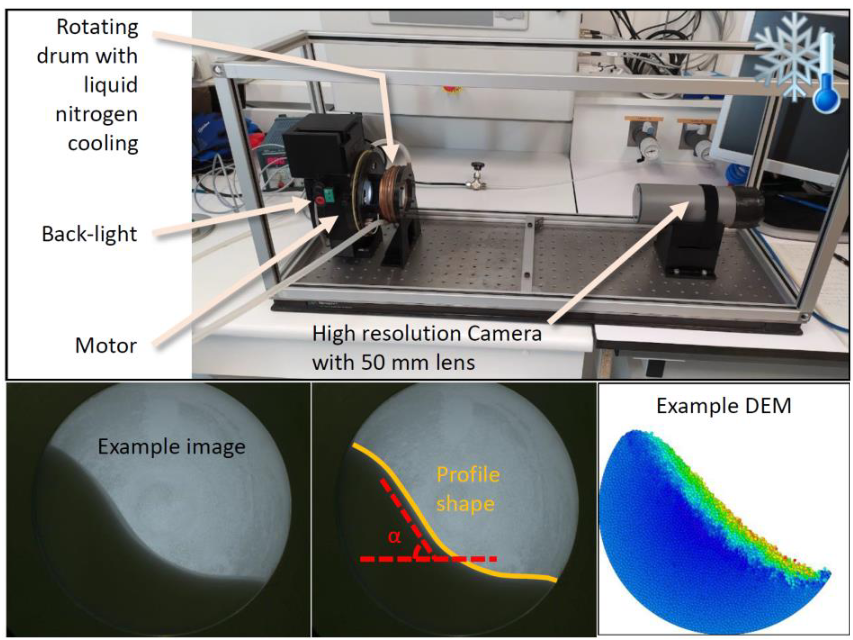 Rotating
drum with
liquid
nitrogen
cooling
Back-light
Motor
High resolution Camera
with 50 mm lens
Example image
Profile
shape
α
Example DEM